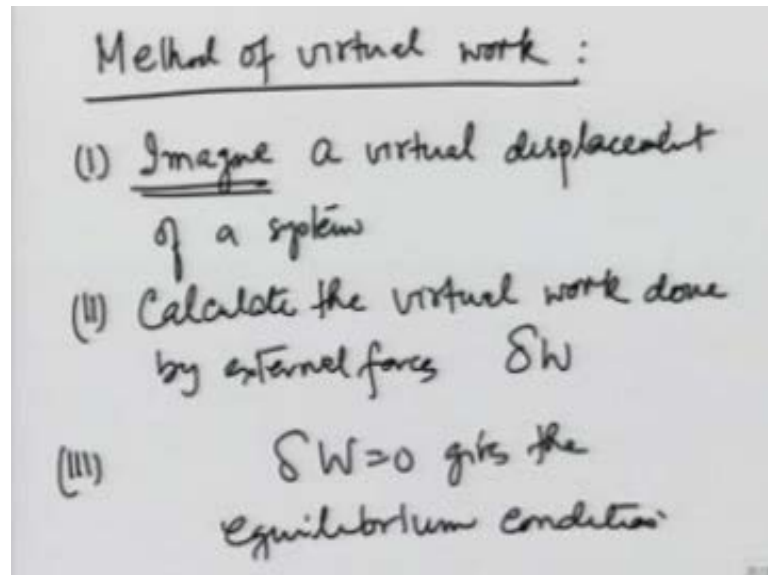 Method of virtual work :
(I) Imagine a virtual displacement
of a system
(II) Calculate the virtual work done
by external forces δW
(III) δW=0 gives the
equilibrium condition